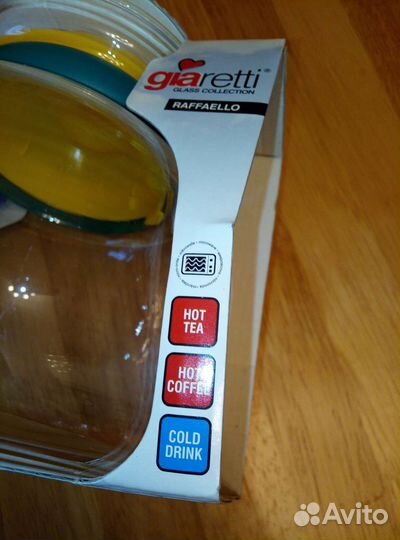 giaretti®
GLASS COLLECTION
RAFFAELLO
HOT
TEA
HOT
COFFEE
COLD
DRINK
Avito